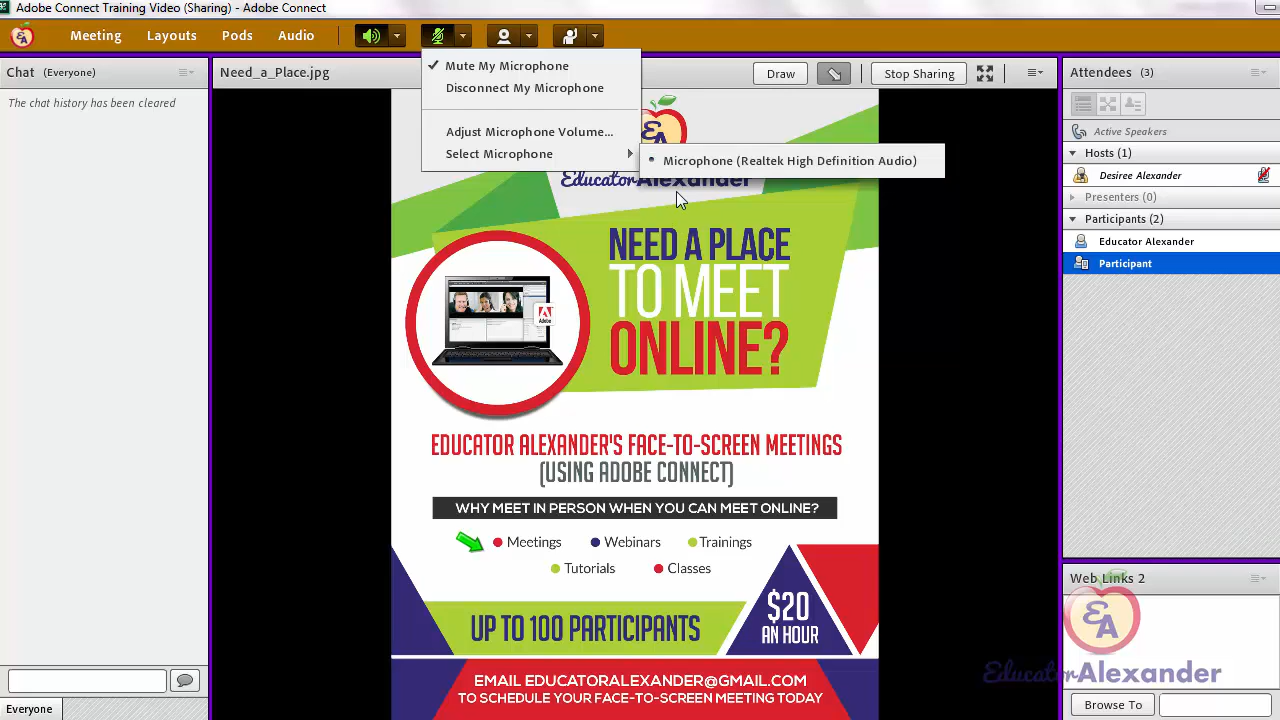 Adobe Connect Training Video (Sharing) - Adobe Connect
EA
Meeting
Layouts
Pods
Audio
Mute My Microphone
Disconnect My Microphone
Adjust Microphone Volume...
Select Microphone
Microphone (Realtek High Definition Audio)
Chat (Everyone)
The chat history has been cleared
Everyone
Need_a_Place.jpg
Draw
Stop Sharing
EA
EducatorAlexander
NEED A PLACE
TO MEET
ONLINE?
Adobe
EDUCATOR ALEXANDER'S FACE-TO-SCREEN MEETINGS
(USING ADOBE CONNECT)
WHY MEET IN PERSON WHEN YOU CAN MEET ONLINE?
Meetings
Webinars
Trainings
Tutorials
Classes
UP TO 100 PARTICIPANTS
$20
AN HOUR
EMAIL EDUCATORALEXANDER@GMAIL.COM
TO SCHEDULE YOUR FACE-TO-SCREEN MEETING TODAY
Attendees (3)
Active Speakers
Hosts (1)
Desiree Alexander
Presenters (0)
Participants (2)
Educator Alexander
Participant
Web Links 2
EA
EducatorAlexander
Browse To